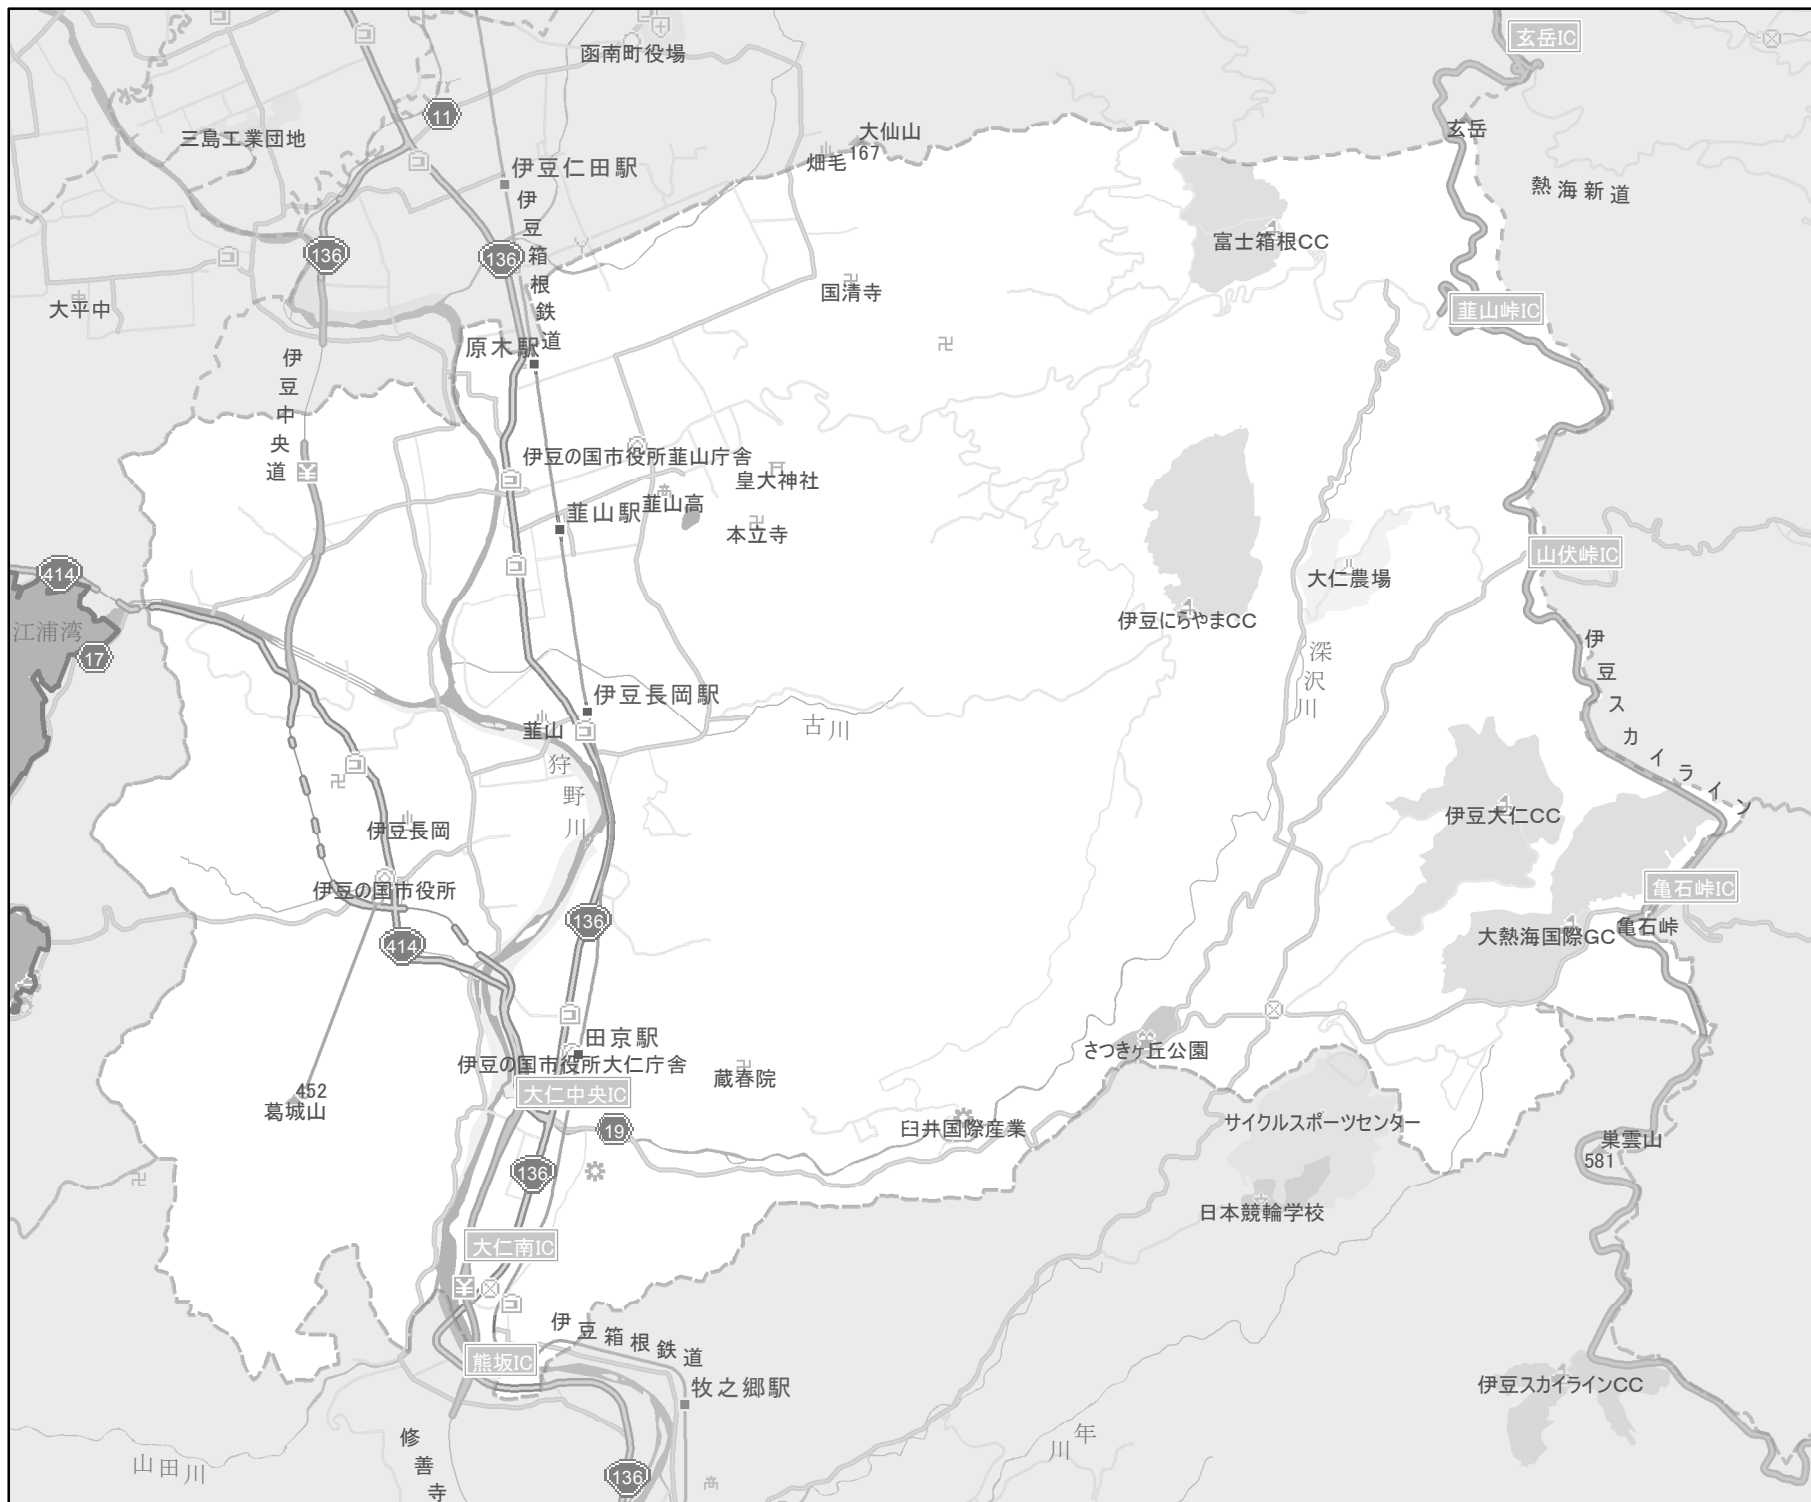 玄岳IC
函南町役場
11
玄岳
大仙山
三島工業団地
畑毛
167
伊豆仁田駅
熱海新道
伊豆箱根鉄道
136
136
富士箱根CC
国清寺
大平中
韮山峠IC
原木駅
伊豆中央道
伊豆の国市役所韮山庁舎
皇大神社
韮山高
韮山駅
本立寺
山伏峠IC
414
大仁農場
江浦湾
17
伊豆にらやまCC
深沢川
伊豆スカイライン
伊豆長岡駅
韮山
古川
狩野川
伊豆長岡
伊豆大仁CC
伊豆の国市役所
亀石峠IC
136
414
大熱海国際GC
亀石峠
田京駅
さつきヶ丘公園
伊豆の国市役所大仁庁舎
蔵春院
452
大仁中央IC
葛城山
19
臼井国際産業
サイクルスポーツセンター
巣雲山
581
136
日本競輪学校
大仁南IC
伊豆箱根鉄道
熊坂IC
牧之郷駅
伊豆スカイラインCC
修善寺
年川
山田川
136